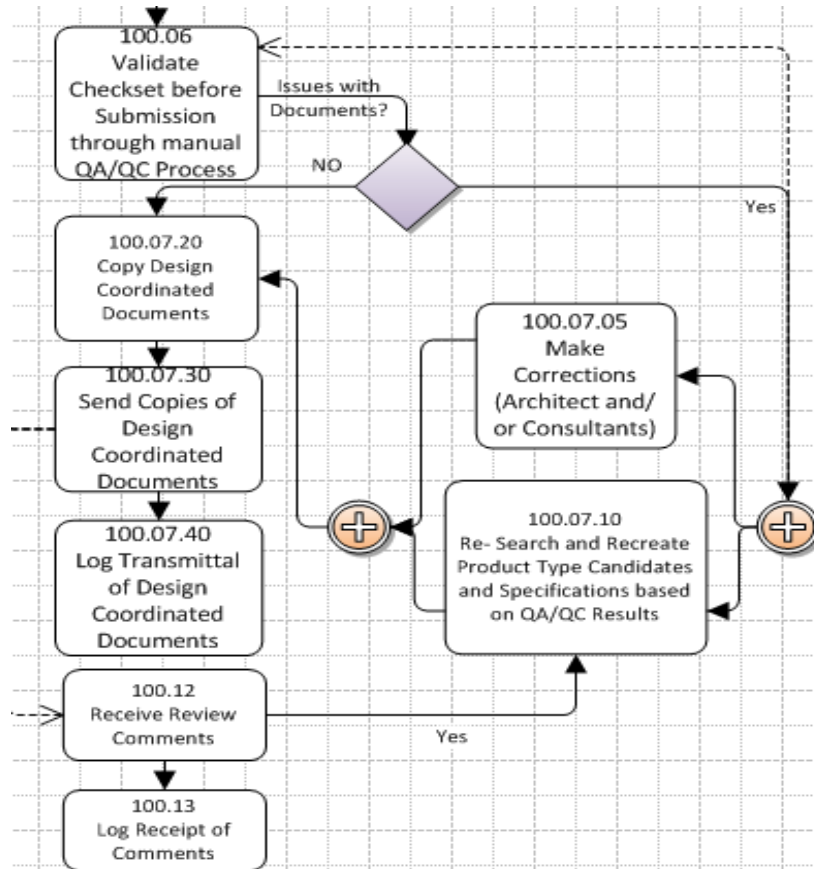 100.06
Validate
Checkset before
Submission
through manual
QA/QC Process
Issues with
Documents?
NO
Yes
100.07.20
Copy Design
Coordinated
Documents
100.07.05
Make
Corrections
(Architect and/
or Consultants)
100.07.30
Send Copies of
Design
Coordinated
Documents
100.07.10
Re- Search and Recreate
Product Type Candidates
and Specifications based
on QA/QC Results
100.07.40
Log Transmittal
of Design
Coordinated
Documents
100.12
Receive Review
Comments
Yes
100.13
Log Receipt of
Comments